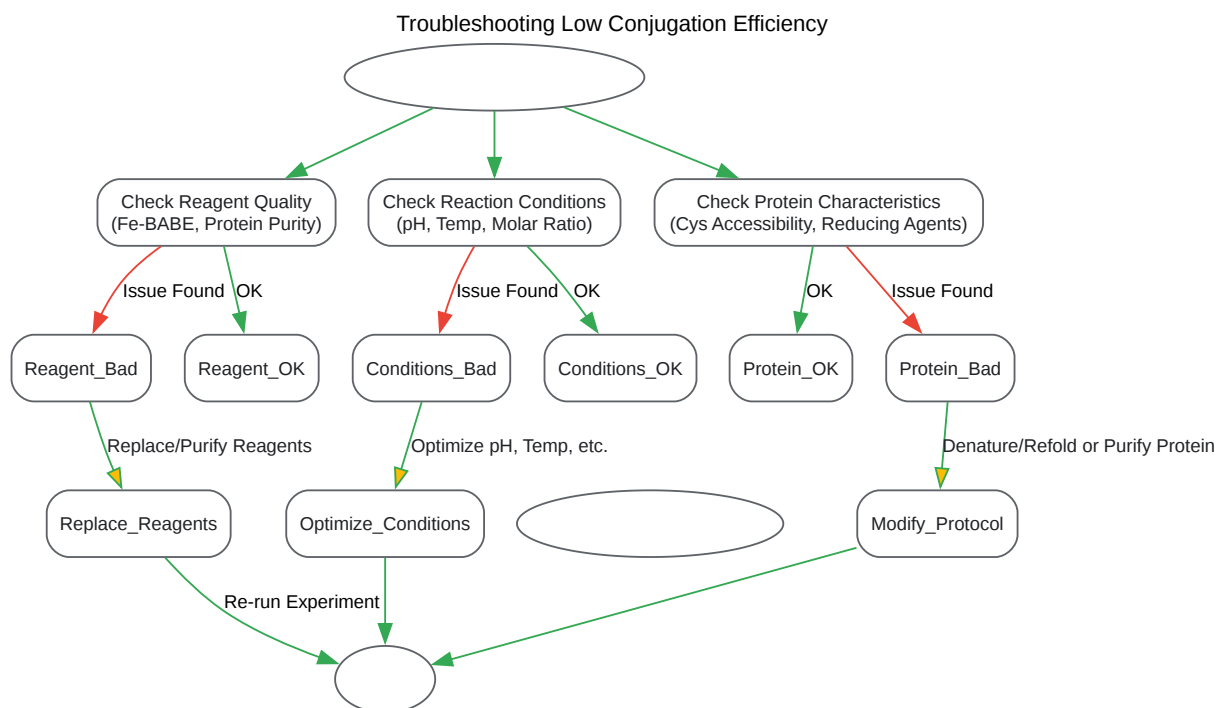 Troubleshooting Low Conjugation Efficiency
Check Reagent Quality
(Fe-BABE, Protein Purity)
Check Reaction Conditions
(pH, Temp, Molar Ratio)
Check Protein Characteristics
(Cys Accessibility, Reducing Agents)
Issue Found
OK
Issue Found
OK
OK
Issue Found
Reagent_Bad
Reagent_OK
Conditions_Bad
Conditions_OK
Protein_OK
Protein_Bad
Replace/Purify Reagents
Optimize pH, Temp, etc.
Denature/Refold or Purify Protein
Replace_Reagents
Optimize_Conditions
Modify_Protocol
Re-run Experiment